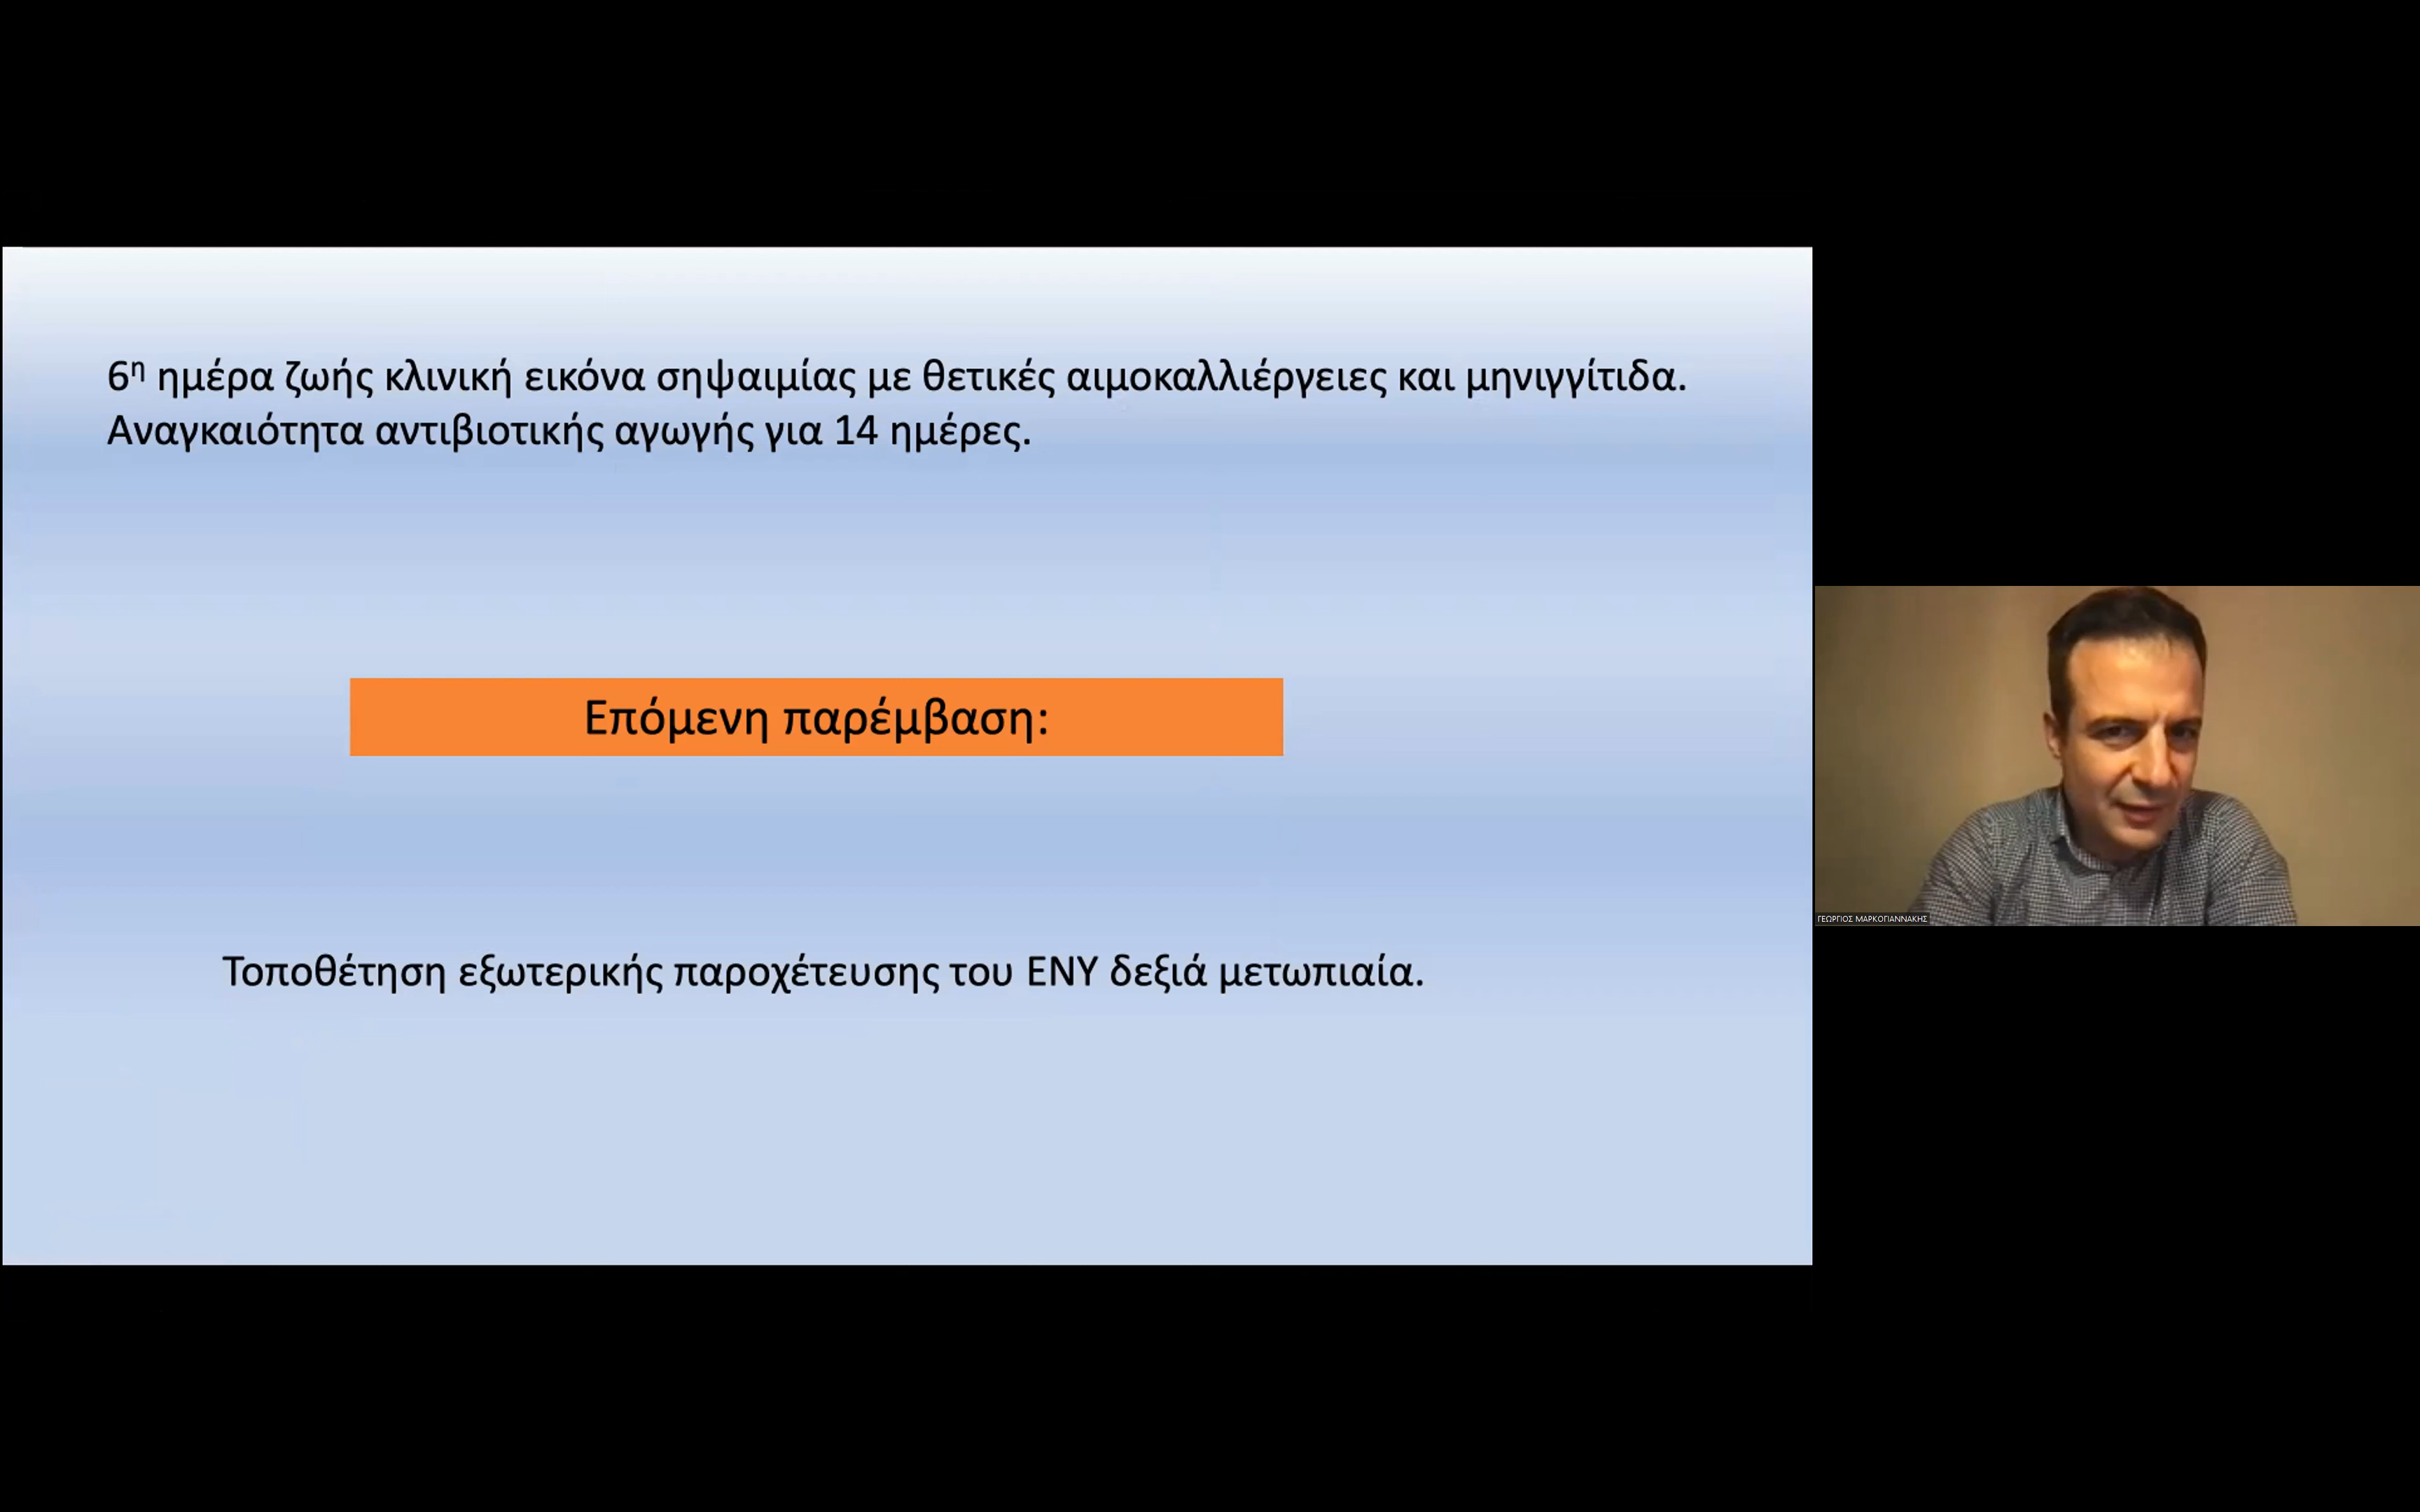 6η ημέρα ζωής κλινική εικόνα σηψαιμίας με θετικές αιμοκαλλιέργειες και μηνιγγίτιδα.
Αναγκαιότητα αντιβιοτικής αγωγής για 14 ημέρες.
Επόμενη παρέμβαση:
ΓΕΩΡΓΙΟΣ ΜΑΡΚΟΓΙΑΝΝΑΚΗΣ
Τοποθέτηση εξωτερικής παροχέτευσης του ΕΝΥ δεξιά μετωπιαία.